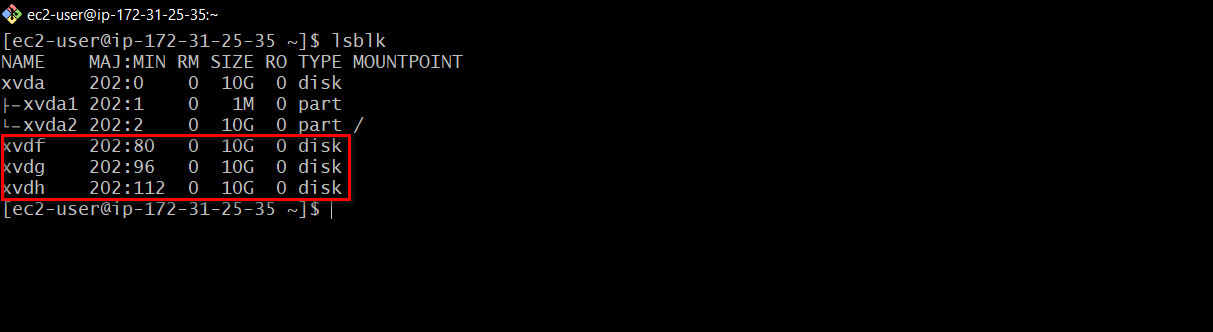 ec2-user@ip-172-31-25-35:~
[ec2-user@ip-172-31-25-35 ~]$ lsblk
NAME    MAJ:MIN RM SIZE RO TYPE MOUNTPOINT
xvda    202:0    0  10G  0 disk
├─xvda1 202:1    0   1M  0 part
└─xvda2 202:2    0  10G  0 part /
xvdf    202:80   0  10G  0 disk
xvdg    202:96   0  10G  0 disk
xvdh    202:112  0  10G  0 disk
[ec2-user@ip-172-31-25-35 ~]$